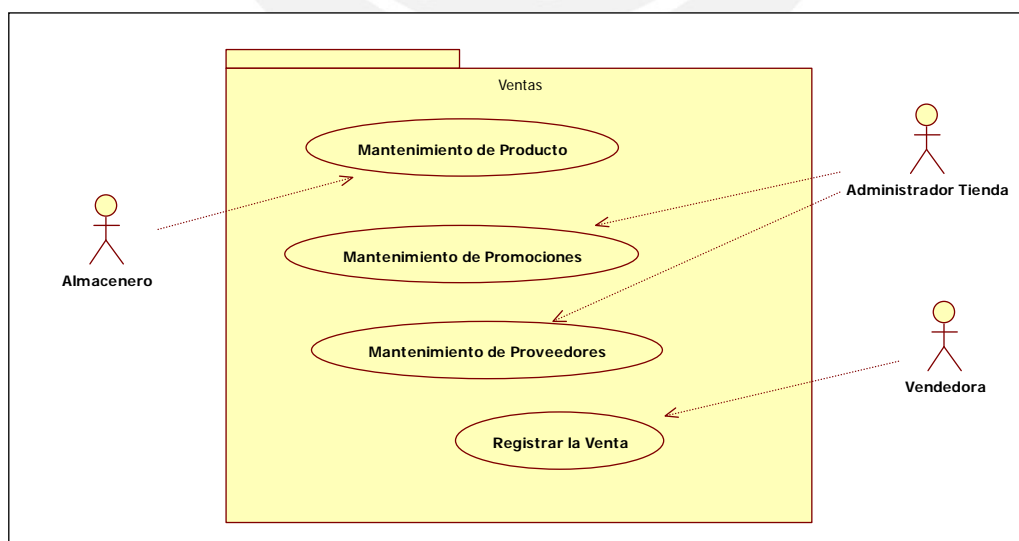 Ventas
Mantenimiento de Producto
Administrador Tienda
Almacenero
Mantenimiento de Promociones
Mantenimiento de Proveedores
Vendedora
Registrar la Venta